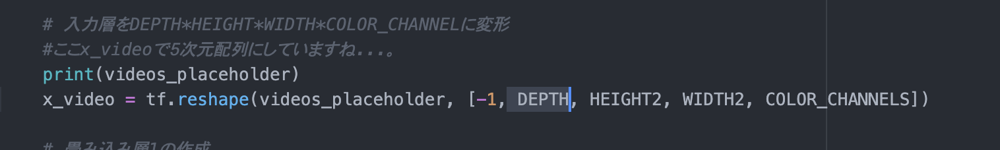 # 入力層をDEPTH*HEIGHT*WIDTH*COLOR_CHANNELに変形
#ここx_videoで5次元配列にしていますね...。
print(videos_placeholder)
x_video = tf.reshape(videos_placeholder, [-1, DEPTH, HEIGHT2, WIDTH2, COLOR_CHANNELS])
# 畳み込み層1の作成